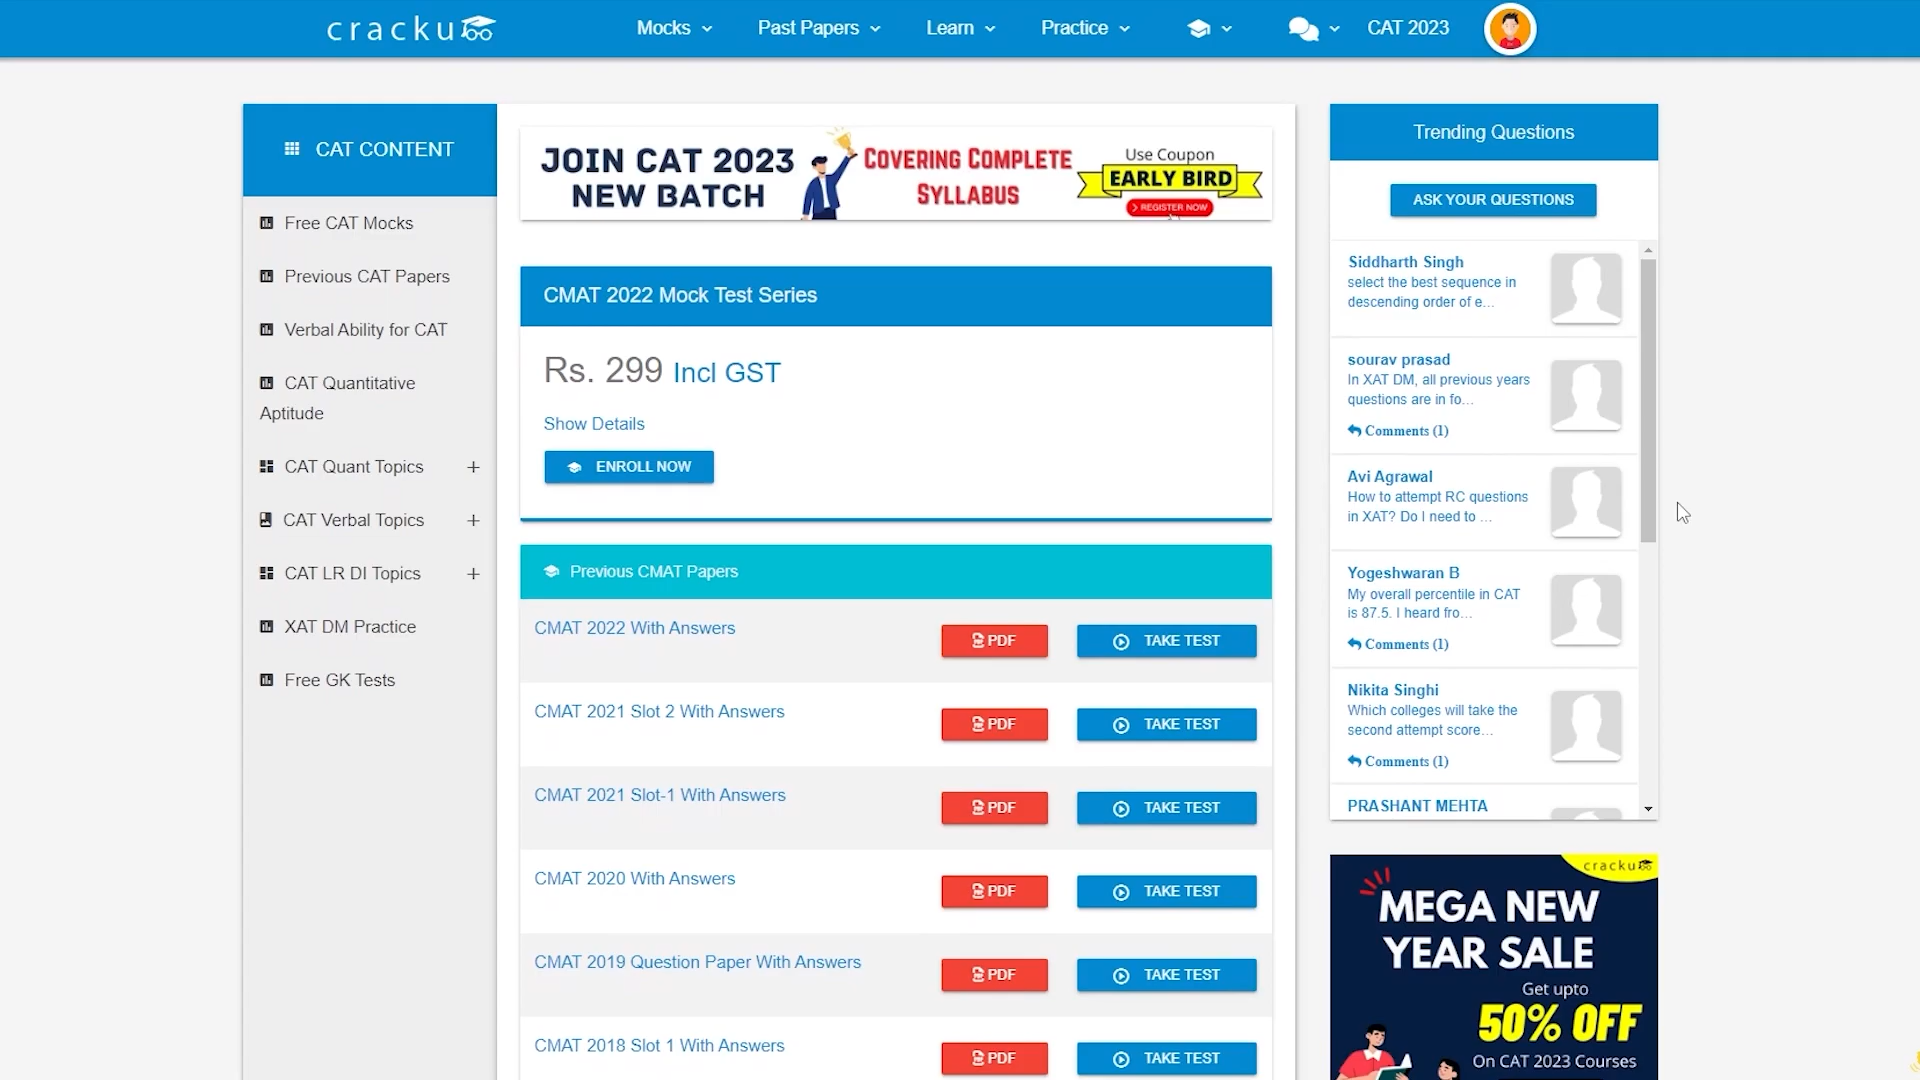 cracku
Mocks
Past Papers
Learn
Practice
CAT 2023
CAT CONTENT
Free CAT Mocks
Previous CAT Papers
Verbal Ability for CAT
CAT Quantitative
Aptitude
CAT Quant Topics +
CAT Verbal Topics +
CAT LR DI Topics +
XAT DM Practice
Free GK Tests
JOIN CAT 2023
NEW BATCH
COVERING COMPLETE
SYLLABUS
Use Coupon
EARLY BIRD
REGISTER NOW
CMAT 2022 Mock Test Series
Rs. 299 Incl GST
Show Details
ENROLL NOW
Previous CMAT Papers
CMAT 2022 With Answers PDF TAKE TEST
CMAT 2021 Slot 2 With Answers PDF TAKE TEST
CMAT 2021 Slot-1 With Answers PDF TAKE TEST
CMAT 2020 With Answers PDF TAKE TEST
CMAT 2019 Question Paper With Answers PDF TAKE TEST
CMAT 2018 Slot 1 With Answers PDF TAKE TEST
Trending Questions
ASK YOUR QUESTIONS
Siddharth Singh
select the best sequence in
descending order of e...
sourav prasad
In XAT DM, all previous years
questions are in fo...
Comments (1)
Avi Agrawal
How to attempt RC questions
in XAT? Do I need to ...
Yogeshwaran B
My overall percentile in CAT
is 87.5. I heard fro...
Comments (1)
Nikita Singhi
Which colleges will take the
second attempt score...
Comments (1)
PRASHANT MEHTA
cracku
MEGA NEW
YEAR SALE
Get upto
50% OFF
On CAT 2023 Courses